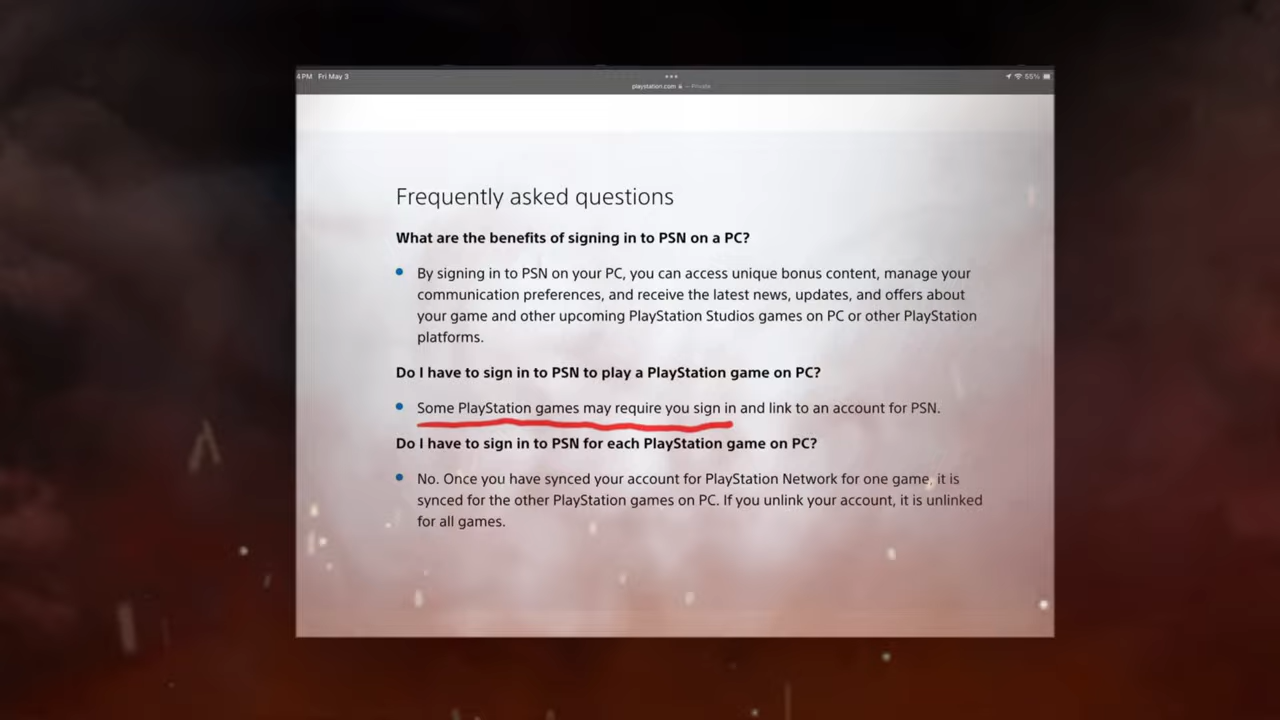 4 PM Fri May 3
55%
playstation.com — Private
Frequently asked questions
What are the benefits of signing in to PSN on a PC?
By signing in to PSN on your PC, you can access unique bonus content, manage your
communication preferences, and receive the latest news, updates, and offers about
your game and other upcoming PlayStation Studios games on PC or other PlayStation
platforms.
Do I have to sign in to PSN to play a PlayStation game on PC?
Some PlayStation games may require you sign in and link to an account for PSN.
Do I have to sign in to PSN for each PlayStation game on PC?
No. Once you have synced your account for PlayStation Network for one game, it is
synced for the other PlayStation games on PC. If you unlink your account, it is unlinked
for all games.